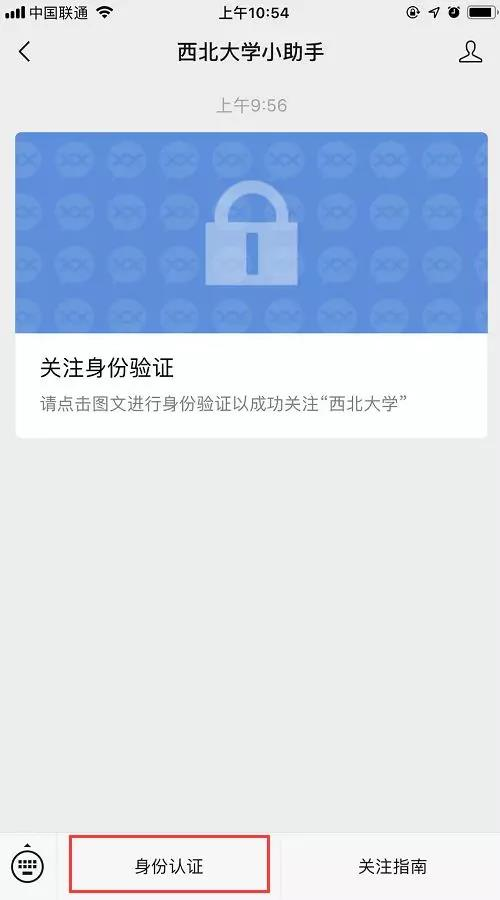 中国联通 上午10:54
西北大学小助手
上午9:56
关注身份验证
请点击图文进行身份验证以成功关注“西北大学”
身份认证 关注指南